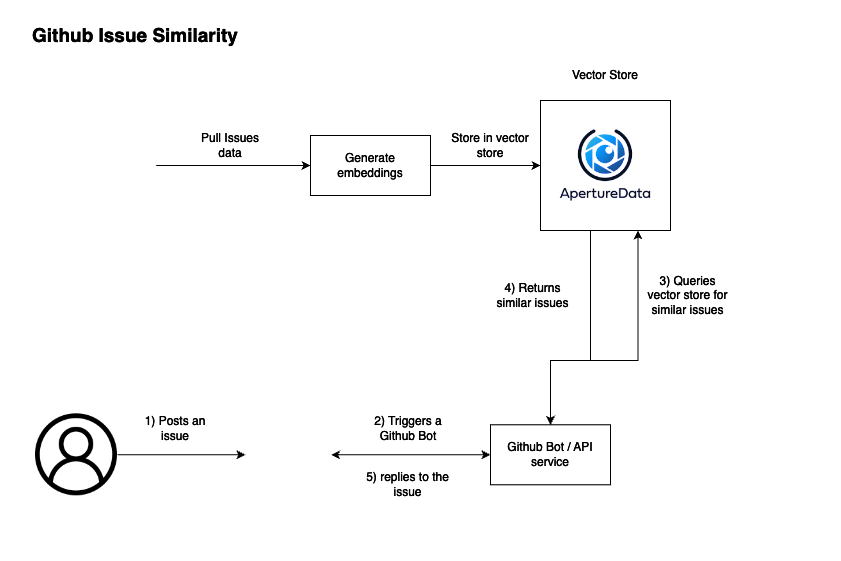 Github Issue Similarity
Vector Store
Pull Issues
data
Generate
embeddings
Store in vector
store
ApertureData
4) Returns
similar issues
3) Queries
vector store for
similar issues
1) Posts an
issue
2) Triggers a
Github Bot
5) replies to the
issue
Github Bot / API
service